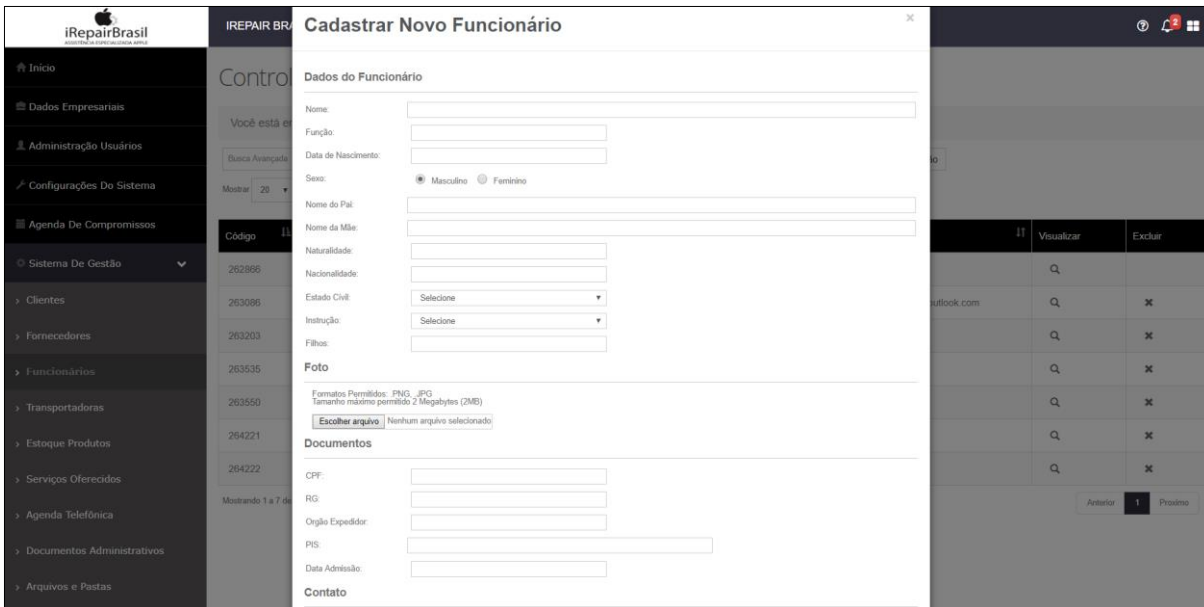 iRepairBrasil
ASSISTÊNCIA ESPECIALIZADA APPLE
Início
Dados Empresariais
Administração Usuários
Configurações Do Sistema
Agenda De Compromissos
Sistema De Gestão
Clientes
Fornecedores
Funcionários
Transportadoras
Estoque Produtos
Serviços Oferecidos
Agenda Telefônica
Documentos Administrativos
Arquivos e Pastas
IREPAIR BRA
2
Control
Você está e
Busca Avançada
Mostrar 20
Código
262866
263086
263203
263535
263550
264221
264222
Mostrando 1 a 7 de
Cadastrar Novo Funcionário
×
Dados do Funcionário
Nome:
Função:
Data de Nascimento:
Sexo: Masculino Feminino
Nome do Pai:
Nome da Mãe:
Naturalidade:
Nacionalidade:
Estado Civil: Selecione
Instrução: Selecione
Filhos:
Foto
Formatos Permitidos: .PNG, .JPG
Tamanho máximo permitido 2 Megabytes (2MB)
Escolher arquivo Nenhum arquivo selecionado
Documentos
CPF:
RG:
Orgão Expedidor:
PIS:
Data Admissão:
Contato
Visualizar Excluir
outlook.com
Anterior 1 Proximo